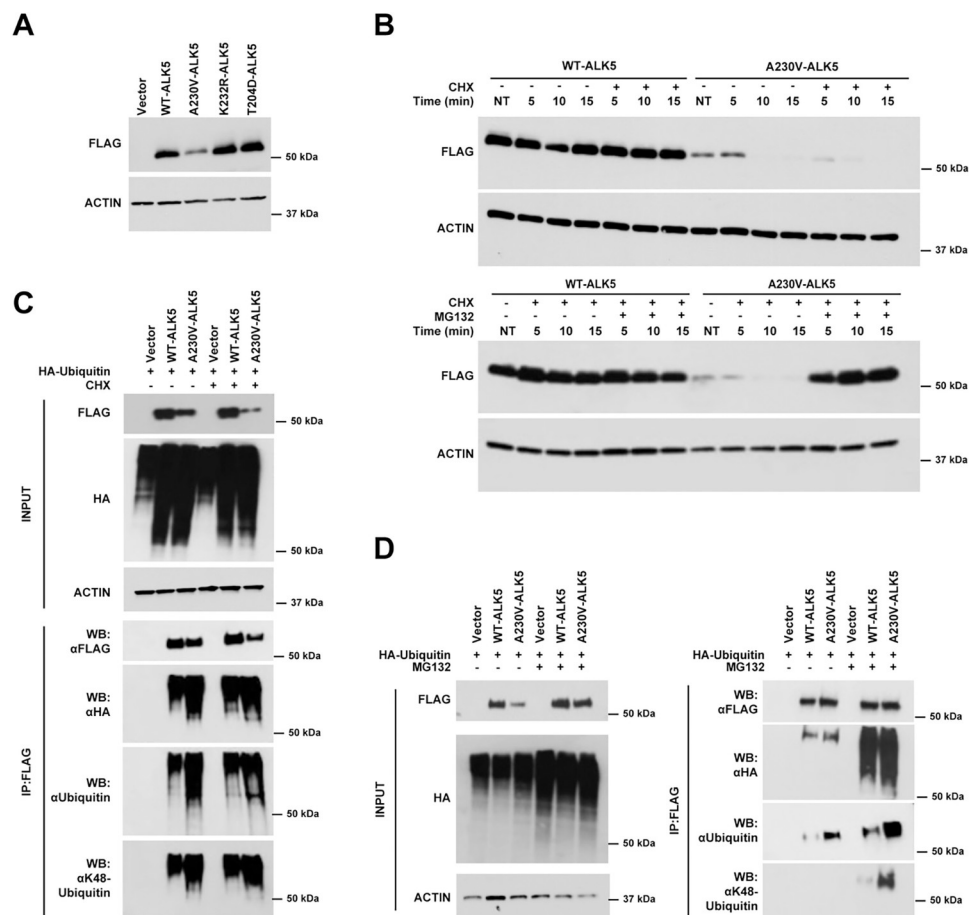 A
Vector
WT-ALK5
A230V-ALK5
K232R-ALK5
T204D-ALK5
FLAG
50 kDa
ACTIN
37 kDa
B
WT-ALK5 A230V-ALK5
CHX - - - - + + + - - - - + + +
Time (min) NT 5 10 15 5 10 15 NT 5 10 15 5 10 15
FLAG
50 kDa
ACTIN
37 kDa
WT-ALK5 A230V-ALK5
CHX - + + + + + + - + + + + + +
MG132 - - - - + + + - - - - + + +
Time (min) NT 5 10 15 5 10 15 NT 5 10 15 5 10 15
FLAG
50 kDa
ACTIN
37 kDa
C
Vector
WT-ALK5
A230V-ALK5
Vector
WT-ALK5
A230V-ALK5
HA-Ubiquitin + + + + + +
CHX - - - + + +
INPUT
FLAG
50 kDa
HA
50 kDa
ACTIN
37 kDa
IP:FLAG
WB:
αFLAG
50 kDa
WB:
αHA
50 kDa
WB:
αUbiquitin
50 kDa
WB:
αK48-
Ubiquitin
50 kDa
D
Vector
WT-ALK5
A230V-ALK5
Vector
WT-ALK5
A230V-ALK5
HA-Ubiquitin + + + + + +
MG132 - - - + + +
INPUT
FLAG
50 kDa
HA
50 kDa
ACTIN
37 kDa
Vector
WT-ALK5
A230V-ALK5
Vector
WT-ALK5
A230V-ALK5
HA-Ubiquitin + + + + + +
MG132 - - - + + +
IP:FLAG
WB:
αFLAG
50 kDa
WB:
αHA
50 kDa
WB:
αUbiquitin
50 kDa
WB:
αK48-
Ubiquitin
50 kDa